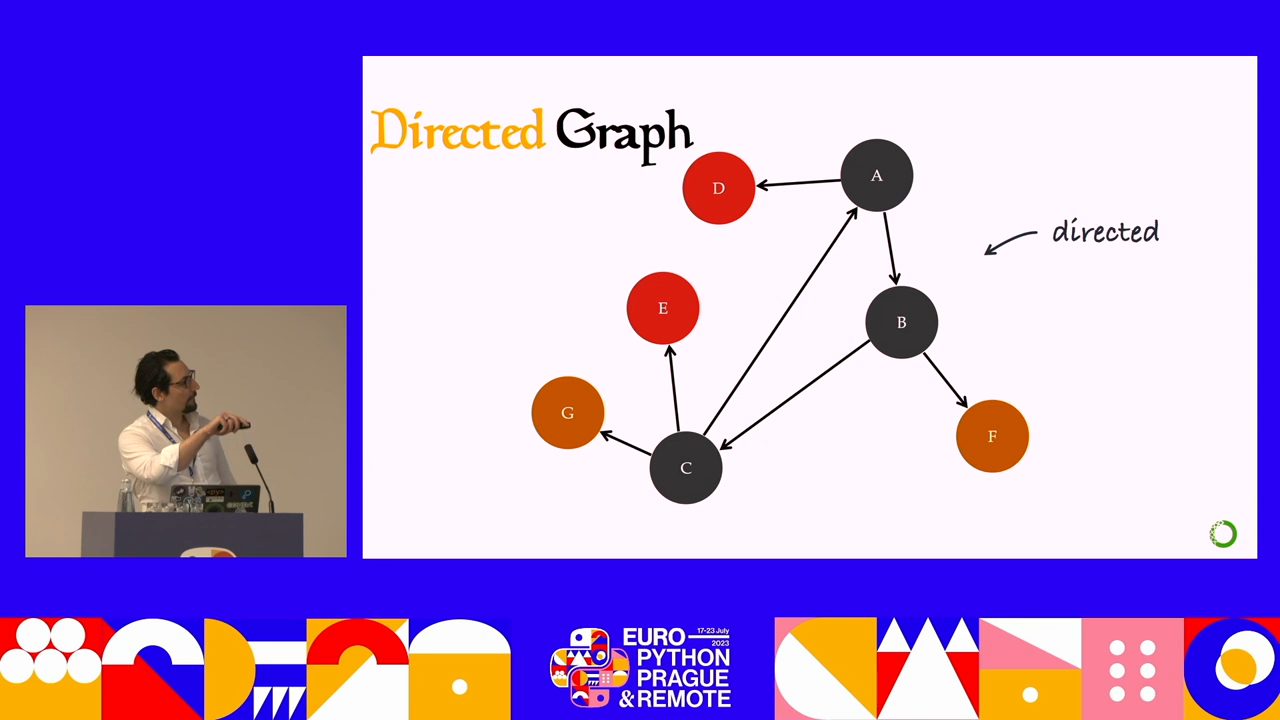 Directed Graph
D
A
directed
E
B
G
F
C
EURO
17-23 July
2023
PYTHON
PRAGUE
& REMOTE